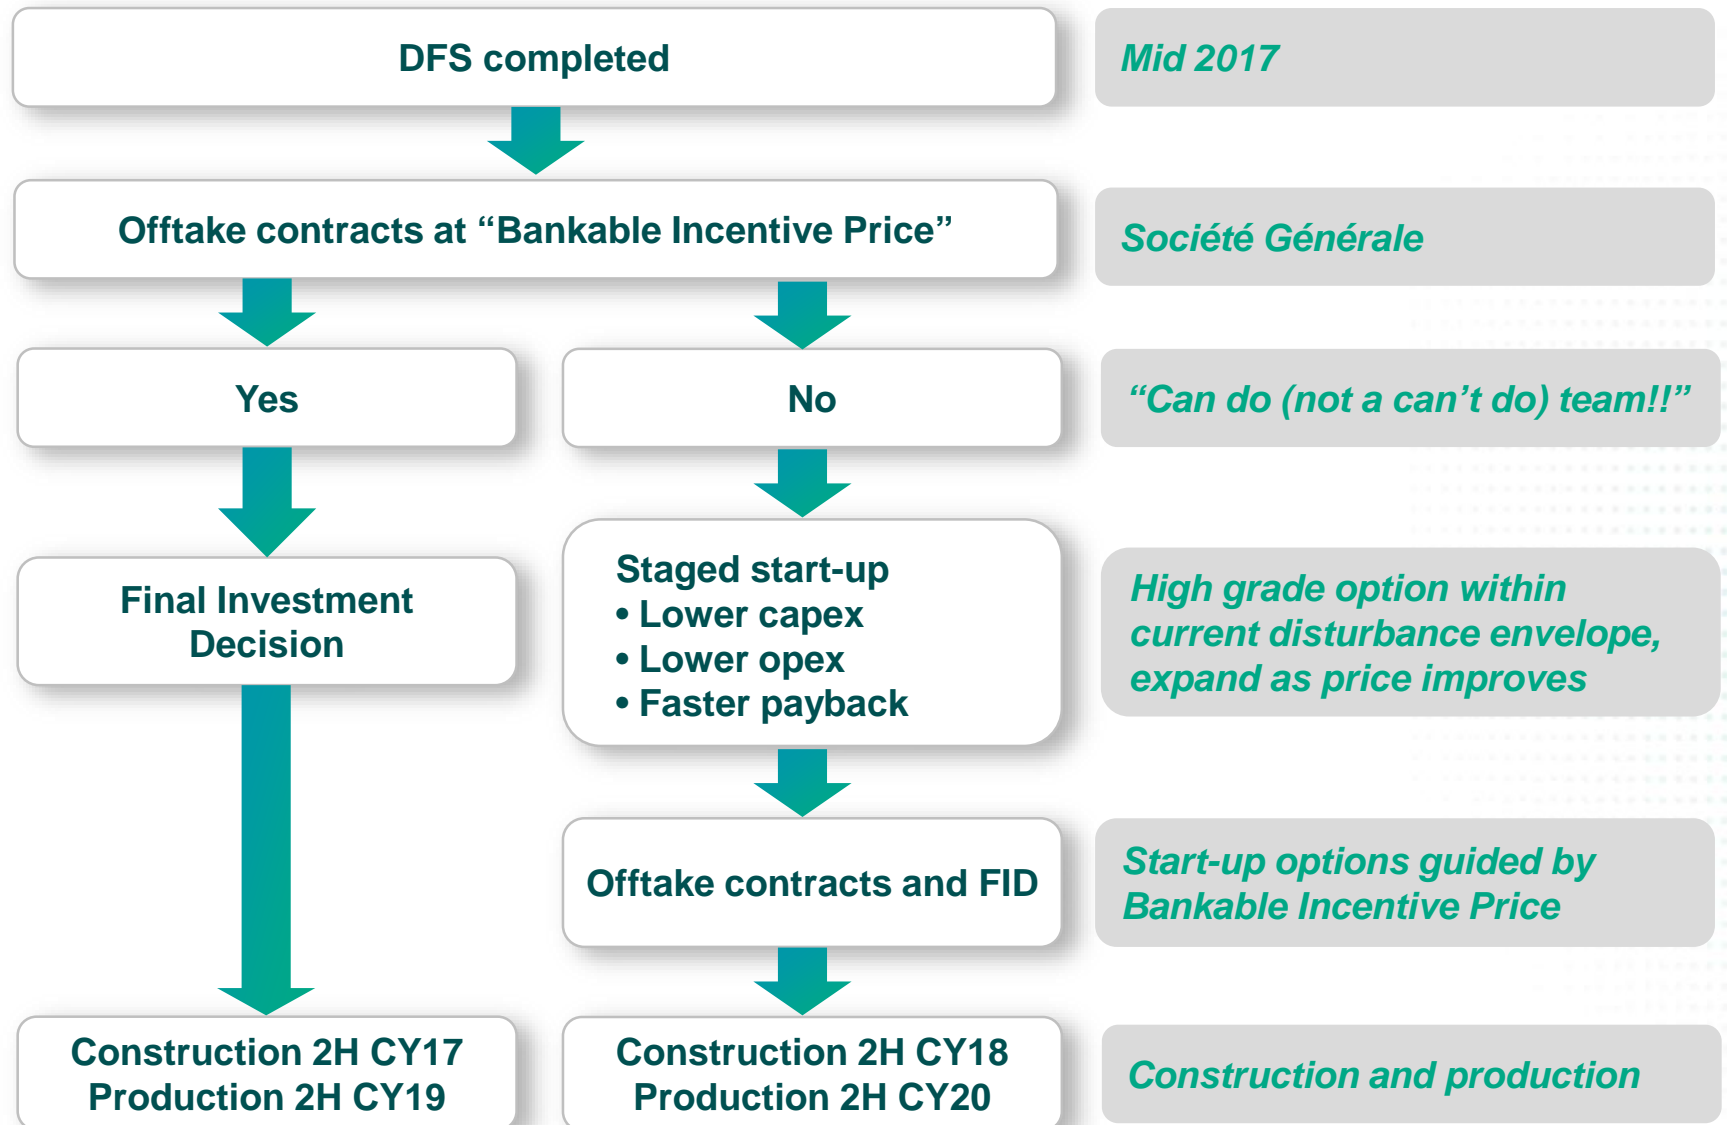 DFS completed
Mid 2017
Offtake contracts at “Bankable Incentive Price”
Société Générale
Yes
No
“Can do (not a can’t do) team!!”
Final Investment
Decision
Staged start-up
• Lower capex
• Lower opex
• Faster payback
High grade option within
current disturbance envelope,
expand as price improves
Offtake contracts and FID
Start-up options guided by
Bankable Incentive Price
Construction 2H CY17
Production 2H CY19
Construction 2H CY18
Production 2H CY20
Construction and production